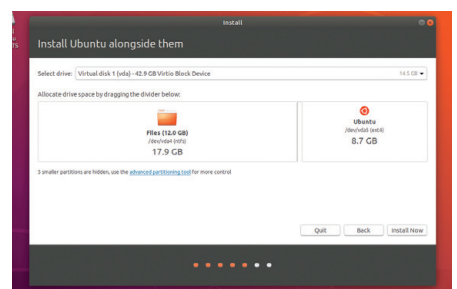 Install
TS
Install Ubuntu alongside them
Select drive: Virtual disk 1 (vda) - 42.9 GB Virtio Block Device
Allocate drive space by dragging the divider below:
Files (12.0 GB)
/dev/vda4 (ntfs)
17.9 GB
Ubuntu
/dev/vda5 (ext4)
8.7 GB
smaller partitions are hidden, use the advanced partitioning tool for more control
Quit Back Install Now